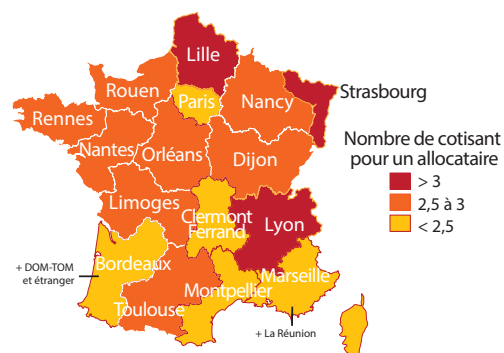 Lille
Rouen
Paris
Nancy
Strasbourg
Rennes
Nantes
Orléans
Dijon
Nombre de cotisant
pour un allocataire
> 3
2,5 à 3
< 2,5
Limoges
Clermont
Ferrand
Lyon
+ DOM-TOM
et étranger
Bordeaux
Marseille
Montpellier
Toulouse
+ La Réunion